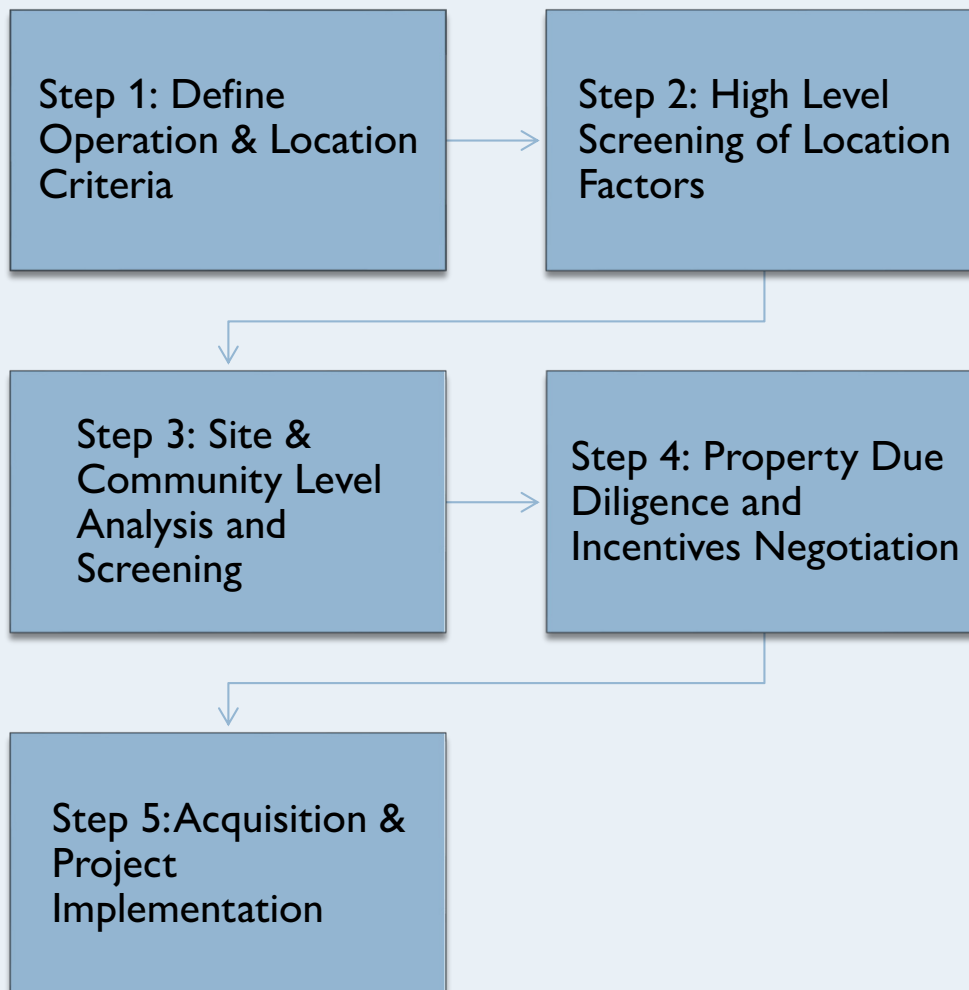 Step 1: Define
Operation & Location
Criteria
Step 2: High Level
Screening of Location
Factors
Step 3: Site &
Community Level
Analysis and
Screening
Step 4: Property Due
Diligence and
Incentives Negotiation
Step 5: Acquisition &
Project
Implementation